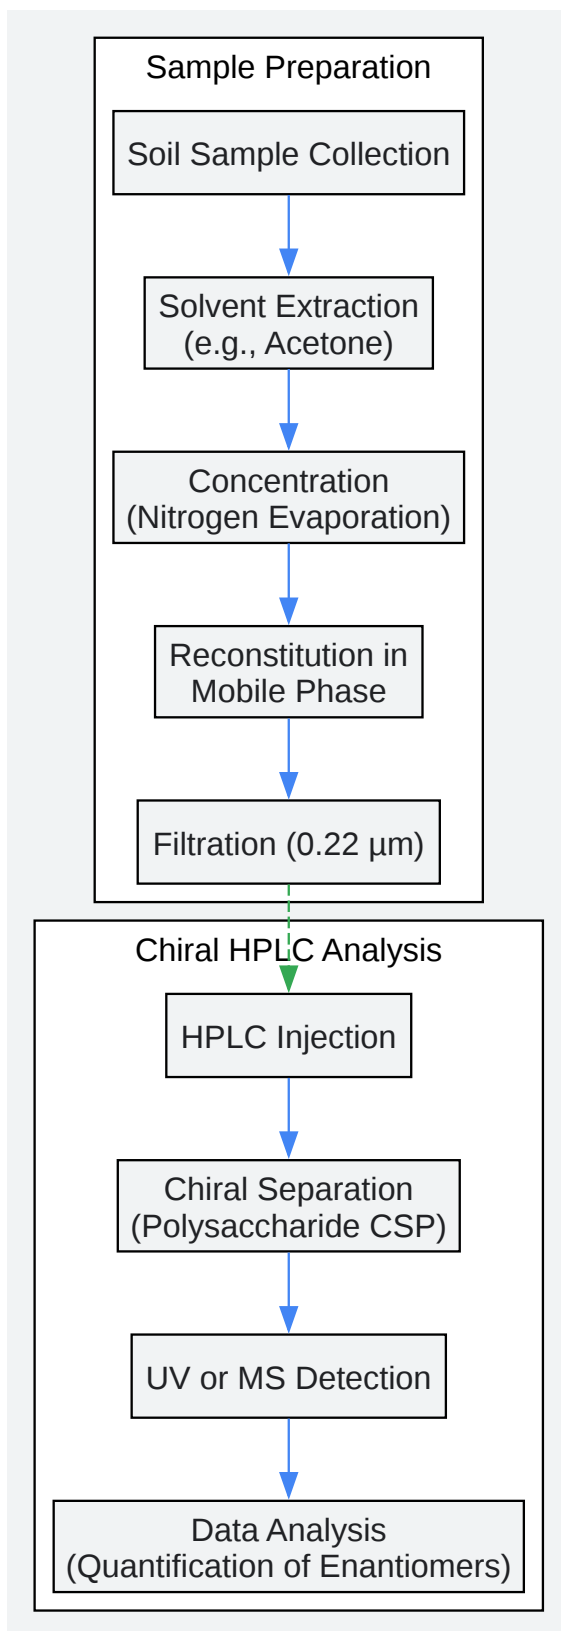 Sample Preparation
Soil Sample Collection
Solvent Extraction
(e.g., Acetone)
Concentration
(Nitrogen Evaporation)
Reconstitution in
Mobile Phase
Filtration (0.22 µm)
Chiral HPLC Analysis
HPLC Injection
Chiral Separation
(Polysaccharide CSP)
UV or MS Detection
Data Analysis
(Quantification of Enantiomers)